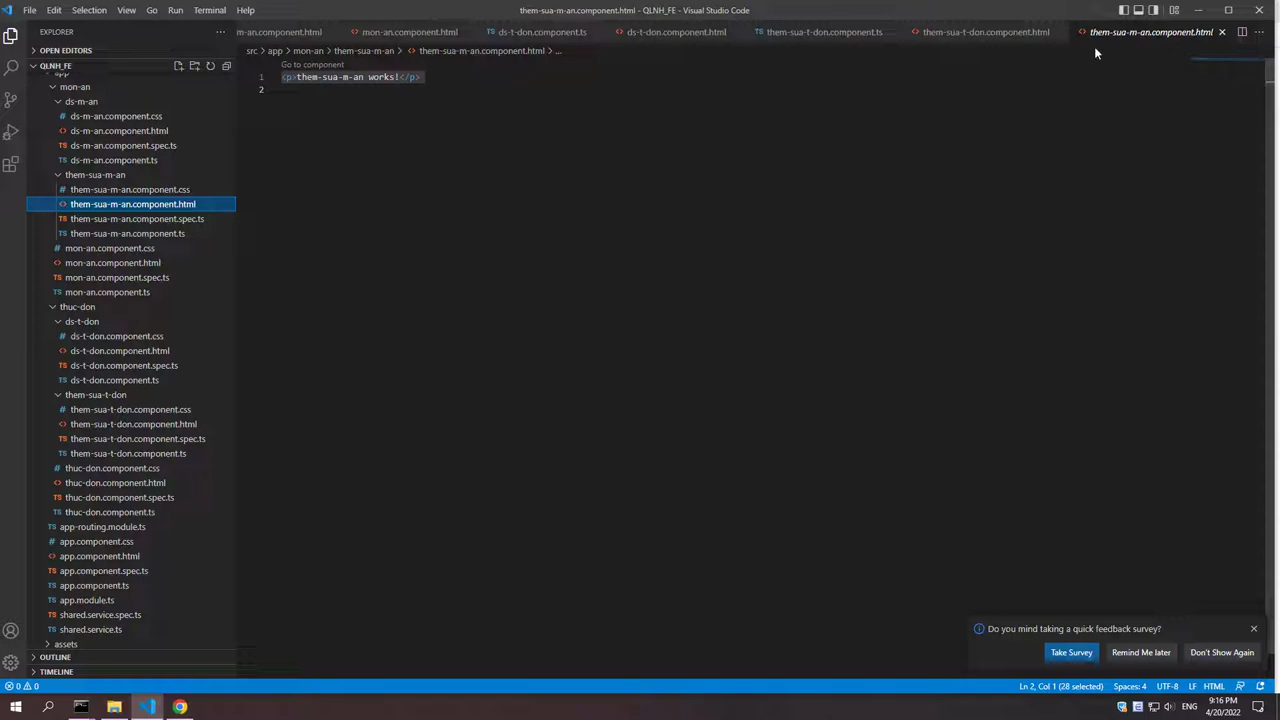 File Edit Selection View Go Run Terminal Help
them-sua-m-an.component.html - QLNH_FE - Visual Studio Code
EXPLORER
m-an.component.html
mon-an.component.html
ds-t-don.component.ts
ds-t-don.component.html
them-sua-t-don.component.ts
them-sua-t-don.component.html
them-sua-m-an.component.html
OPEN EDITORS
src > app > mon-an > them-sua-m-an > them-sua-m-an.component.html > ...
QLNH_FE
Go to component
app
1 <p>them-sua-m-an works!</p>
2
mon-an
ds-m-an
ds-m-an.component.css
ds-m-an.component.html
ds-m-an.component.spec.ts
ds-m-an.component.ts
them-sua-m-an
them-sua-m-an.component.css
them-sua-m-an.component.html
them-sua-m-an.component.spec.ts
them-sua-m-an.component.ts
mon-an.component.css
mon-an.component.html
mon-an.component.spec.ts
mon-an.component.ts
thuc-don
ds-t-don
ds-t-don.component.css
ds-t-don.component.html
ds-t-don.component.spec.ts
ds-t-don.component.ts
them-sua-t-don
them-sua-t-don.component.css
them-sua-t-don.component.html
them-sua-t-don.component.spec.ts
them-sua-t-don.component.ts
thuc-don.component.css
thuc-don.component.html
thuc-don.component.spec.ts
thuc-don.component.ts
app-routing.module.ts
app.component.css
app.component.html
app.component.spec.ts
app.component.ts
app.module.ts
shared.service.spec.ts
shared.service.ts
assets
OUTLINE
TIMELINE
Do you mind taking a quick feedback survey?
Take Survey
Remind Me later
Don't Show Again
0 0
Ln 2, Col 1 (28 selected) Spaces: 4 UTF-8 LF HTML
ENG
9:16 PM
4/20/2022